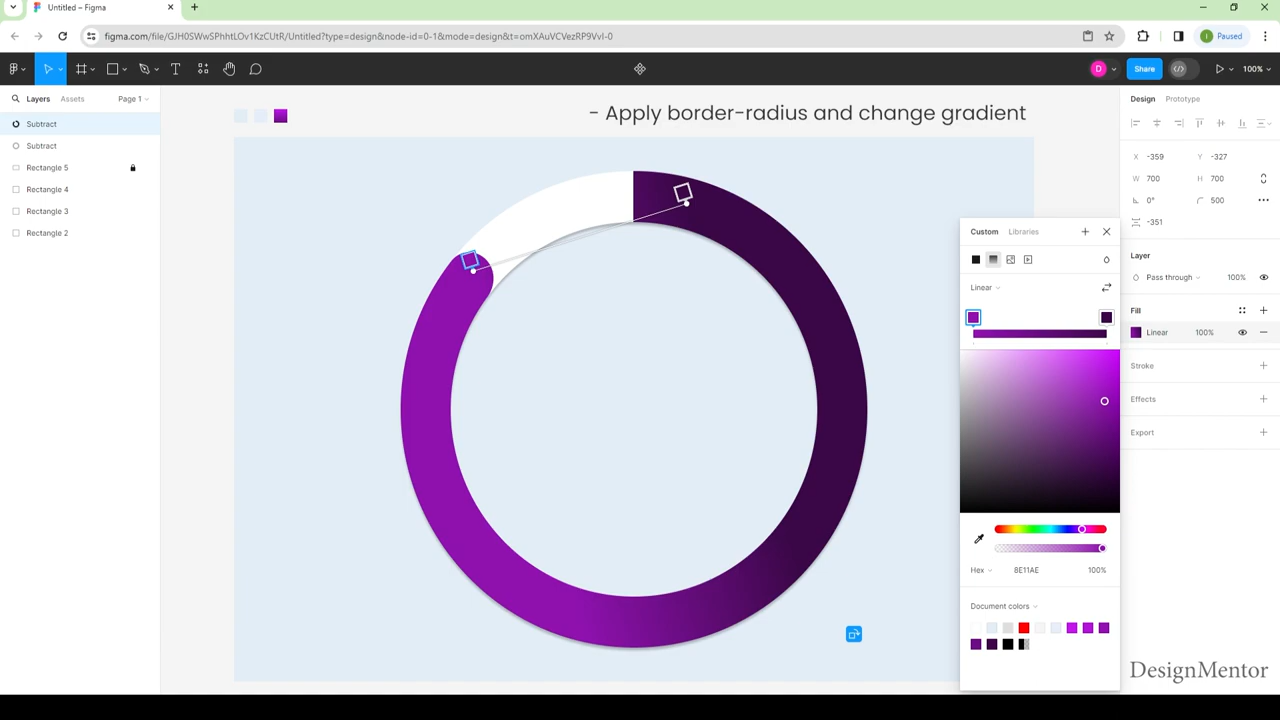 Untitled – Figma
figma.com/file/GJH0SWwSPhhtLOv1KzCUtR/Untitled?type=design&node-id=0-1&mode=design&t=omXAuVCVezRP9VvI-0
Paused
D
Share
100%
Layers
Assets
Page 1
Subtract
Subtract
Rectangle 5
Rectangle 4
Rectangle 3
Rectangle 2
- Apply border-radius and change gradient
Custom
Libraries
Linear
Hex
8E11AE
100%
Document colors
Design
Prototype
X
-359
Y
-327
W
700
H
700
0°
500
-351
Layer
Pass through
100%
Fill
Linear
100%
Stroke
Effects
Export
DesignMentor